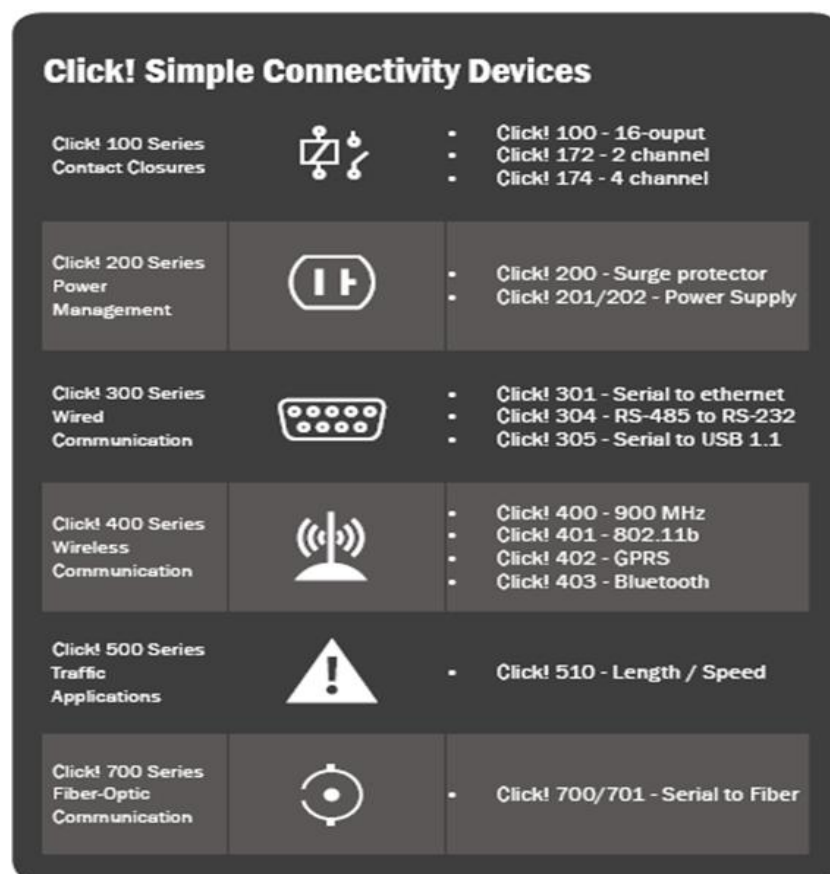 Click! Simple Connectivity Devices
Click! 100 Series
Contact Closures
• Click! 100 - 16-ouput
• Click! 172 - 2 channel
• Click! 174 - 4 channel
Click! 200 Series
Power
Management
• Click! 200 - Surge protector
• Click! 201/202 - Power Supply
Click! 300 Series
Wired
Communication
• Click! 301 - Serial to ethernet
• Click! 304 - RS-485 to RS-232
• Click! 305 - Serial to USB 1.1
Click! 400 Series
Wireless
Communication
• Click! 400 - 900 MHz
• Click! 401 - 802.11b
• Click! 402 - GPRS
• Click! 403 - Bluetooth
Click! 500 Series
Traffic
Applications
• Click! 510 - Length / Speed
Click! 700 Series
Fiber-Optic
Communication
• Click! 700/701 - Serial to Fiber